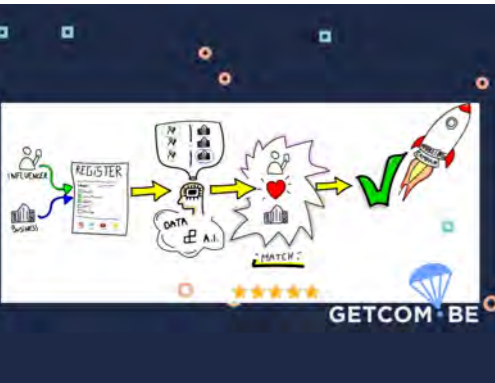 INFLUENCER
BUSINESS
REGISTER
DATA
A.I.
MATCH
GETCOM BE